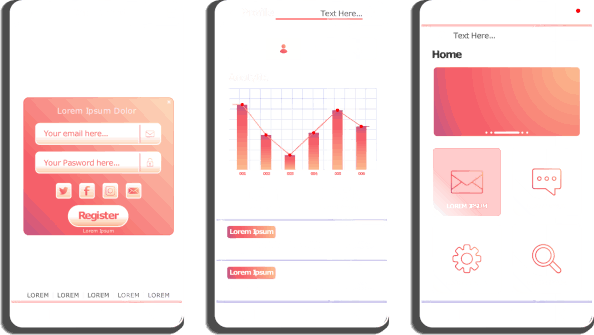 Lorem Ipsum Dolor
Your email here...
Your Pasword here...
Register
Lorem Ipsum
LOREM LOREM LOREM LOREM LOREM
Text Here...
Lorem Ipsum
Lorem Ipsum
Text Here...
Home
LOREM IPSUM